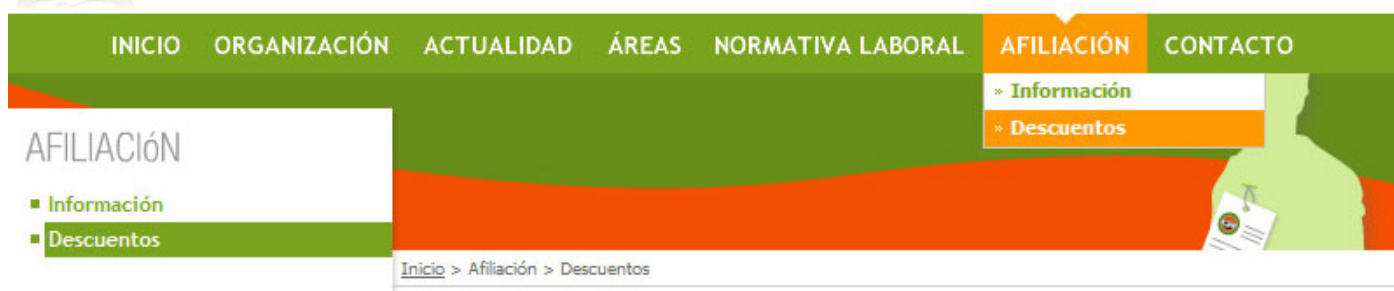 INICIO ORGANIZACIÓN ACTUALIDAD ÁREAS NORMATIVA LABORAL AFILIACIÓN CONTACTO
» Información
» Descuentos
AFILIACIóN
Información
Descuentos
Inicio > Afiliación > Descuentos